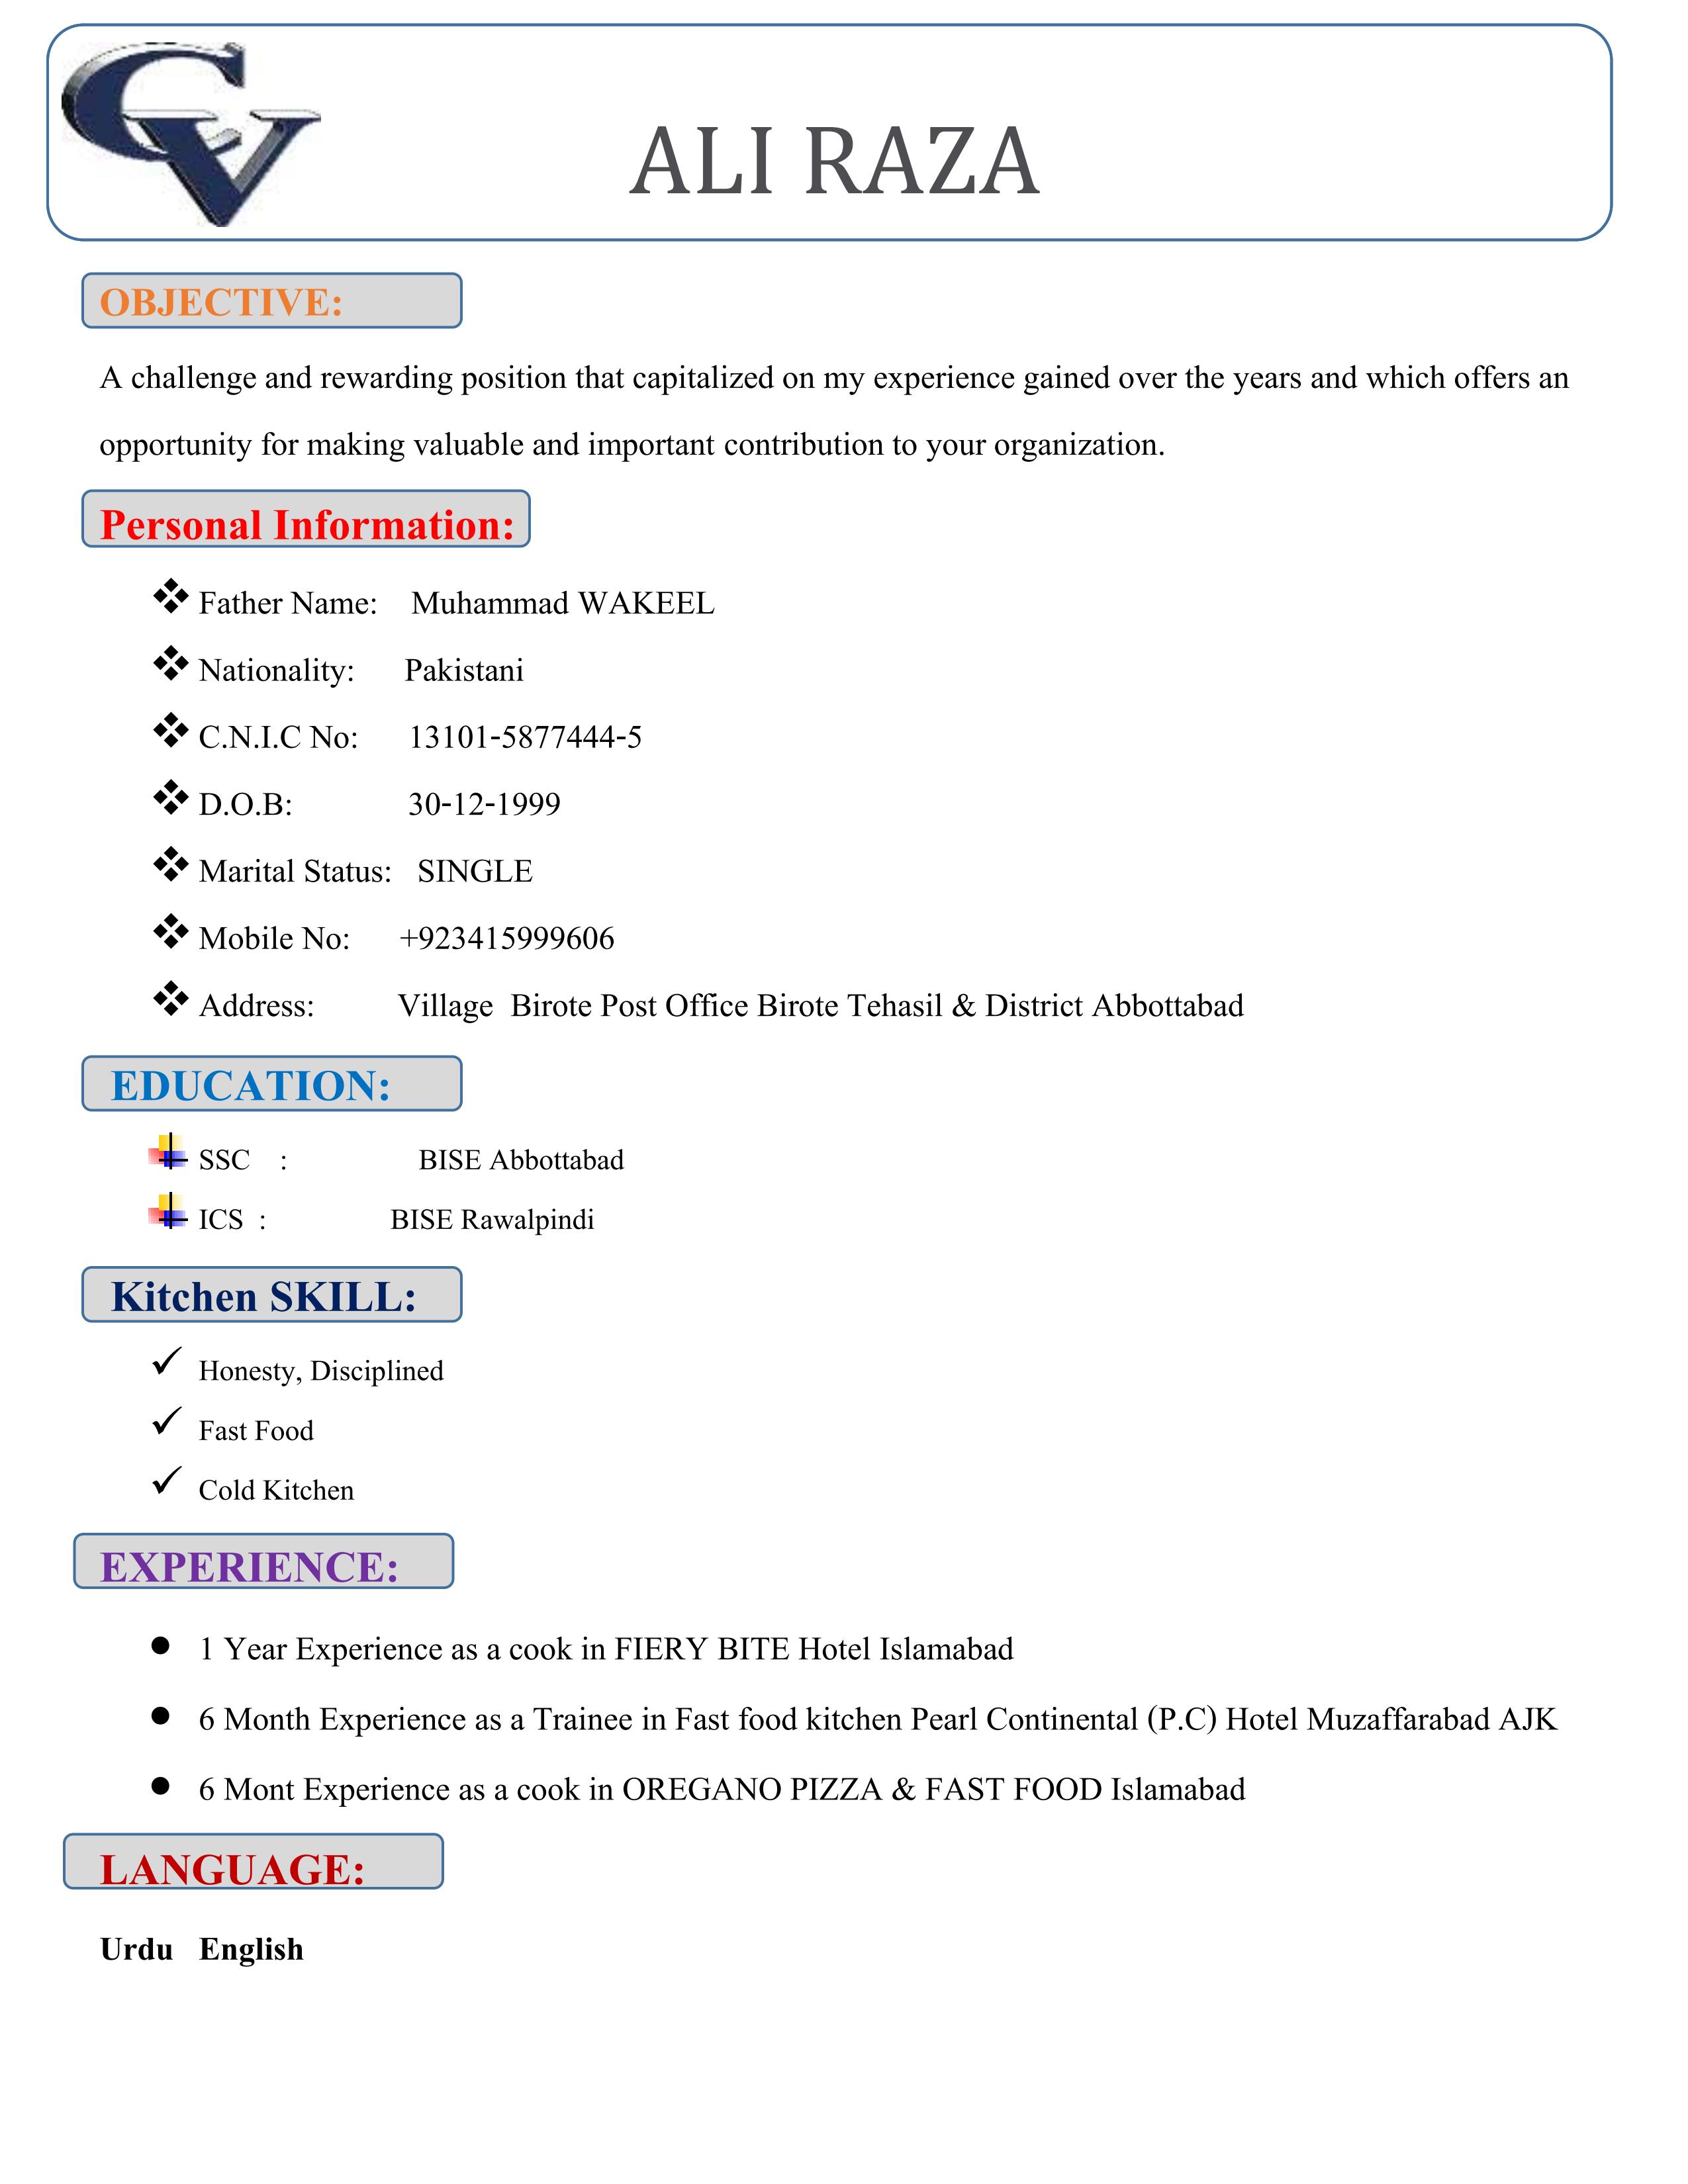 CV
ALI RAZA
OBJECTIVE:
A challenge and rewarding position that capitalized on my experience gained over the years and which offers an
opportunity for making valuable and important contribution to your organization.
Personal Information:
Father Name: Muhammad WAKEEL
Nationality: Pakistani
C.N.I.C No: 13101-5877444-5
D.O.B: 30-12-1999
Marital Status: SINGLE
Mobile No: +923415999606
Address: Village Birote Post Office Birote Tehasil & District Abbottabad
EDUCATION:
SSC : BISE Abbottabad
ICS : BISE Rawalpindi
Kitchen SKILL:
Honesty, Disciplined
Fast Food
Cold Kitchen
EXPERIENCE:
1 Year Experience as a cook in FIERY BITE Hotel Islamabad
6 Month Experience as a Trainee in Fast food kitchen Pearl Continental (P.C) Hotel Muzaffarabad AJK
6 Mont Experience as a cook in OREGANO PIZZA & FAST FOOD Islamabad
LANGUAGE:
Urdu English